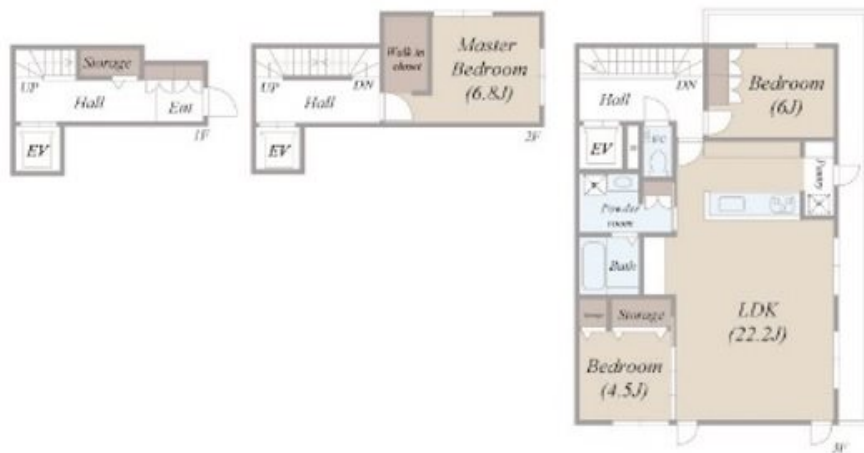 Storage
UP
Hall
Ent
EV
1F
Walk in
closet
Master
Bedroom
(6.8J)
UP
Hall
DN
EV
2F
Hall
DN
Bedroom
(6J)
EV
Pantry
Powder
room
Bath
LDK
(22.2J)
Storage
Bedroom
(4.5J)
3F